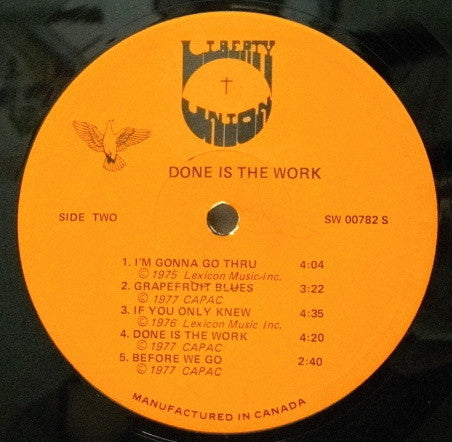 LIBERTY
UNION
DONE IS THE WORK
SIDE TWO
SW 00782 S
1. I'M GONNA GO THRU 4:04
© 1975 Lexicon Music inc.
2. GRAPEFRUIT BLUES 3:22
© 1977 CAPAC
3. IF YOU ONLY KNEW 4:35
© 1976 Lexicon Music Inc.
4. DONE IS THE WORK 4:20
© 1977 CAPAC
5. BEFORE WE GO 2:40
© 1977 CAPAC
MANUFACTURED IN CANADA